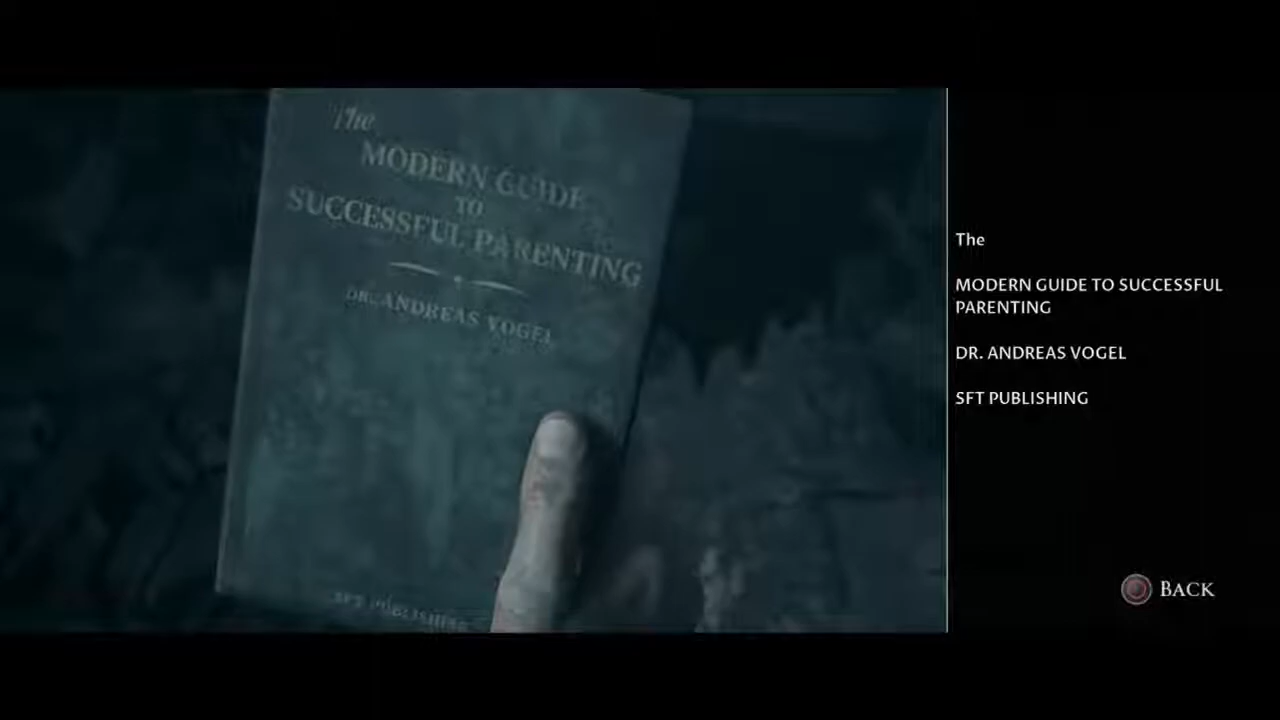 The
MODERN GUIDE
TO
SUCCESSFUL PARENTING
DR. ANDREAS VOGEL
SFT PUBLISHING
The
MODERN GUIDE TO SUCCESSFUL
PARENTING
DR. ANDREAS VOGEL
SFT PUBLISHING
BACK